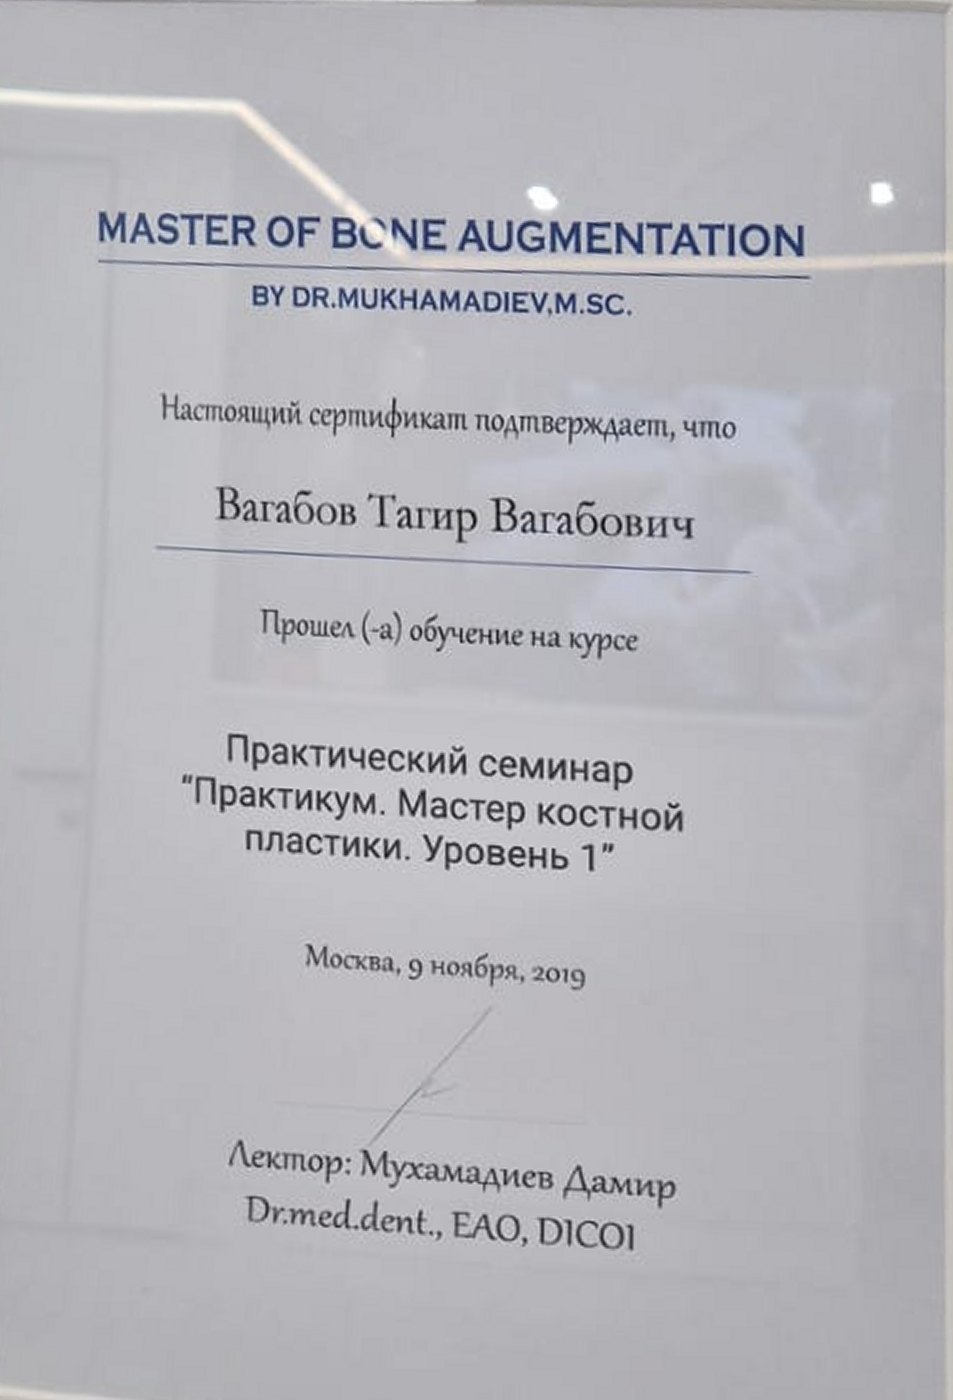 MASTER OF BONE AUGMENTATION
BY DR.MUKHAMADIEV,M.SC.
Настоящий сертификат подтверждает, что
Вагабов Тагир Вагабович
Прошел (-а) обучение на курсе
Практический семинар
“Практикум. Мастер костной
пластики. Уровень 1”
Москва, 9 ноября, 2019
Лектор: Мухамадиев Дамир
Dr.med.dent., EAO, DICOI